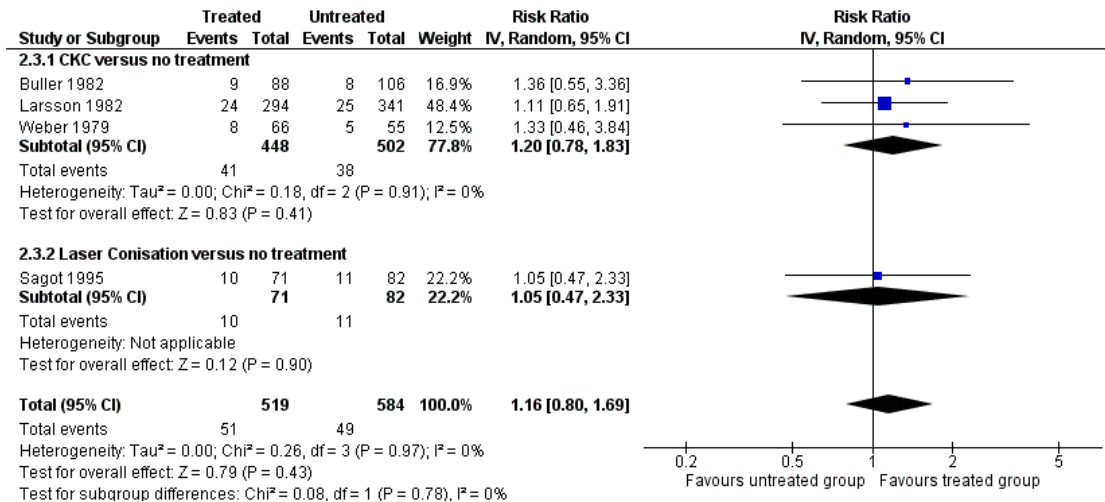 Treated Untreated Risk Ratio Risk Ratio
Study or Subgroup Events Total Events Total Weight IV, Random, 95% CI IV, Random, 95% CI
2.3.1 CKC versus no treatment
Buller 1982 9 88 8 106 16.9% 1.36 [0.55, 3.36]
Larsson 1982 24 294 25 341 48.4% 1.11 [0.65, 1.91]
Weber 1979 8 66 5 55 12.5% 1.33 [0.46, 3.84]
Subtotal (95% CI) 448 502 77.8% 1.20 [0.78, 1.83]
Total events 41 38
Heterogeneity: Tau² = 0.00; Chi² = 0.18, df = 2 (P = 0.91); I² = 0%
Test for overall effect: Z = 0.83 (P = 0.41)
2.3.2 Laser Conisation versus no treatment
Sagot 1995 10 71 11 82 22.2% 1.05 [0.47, 2.33]
Subtotal (95% CI) 71 82 22.2% 1.05 [0.47, 2.33]
Total events 10 11
Heterogeneity: Not applicable
Test for overall effect: Z = 0.12 (P = 0.90)
Total (95% CI) 519 584 100.0% 1.16 [0.80, 1.69]
Total events 51 49
Heterogeneity: Tau² = 0.00; Chi² = 0.26, df = 3 (P = 0.97); I² = 0%
Test for overall effect: Z = 0.79 (P = 0.43)
Test for subgroup differences: Chi² = 0.08, df = 1 (P = 0.78), I² = 0%
0.2 0.5 1 2 5
Favours untreated group Favours treated group